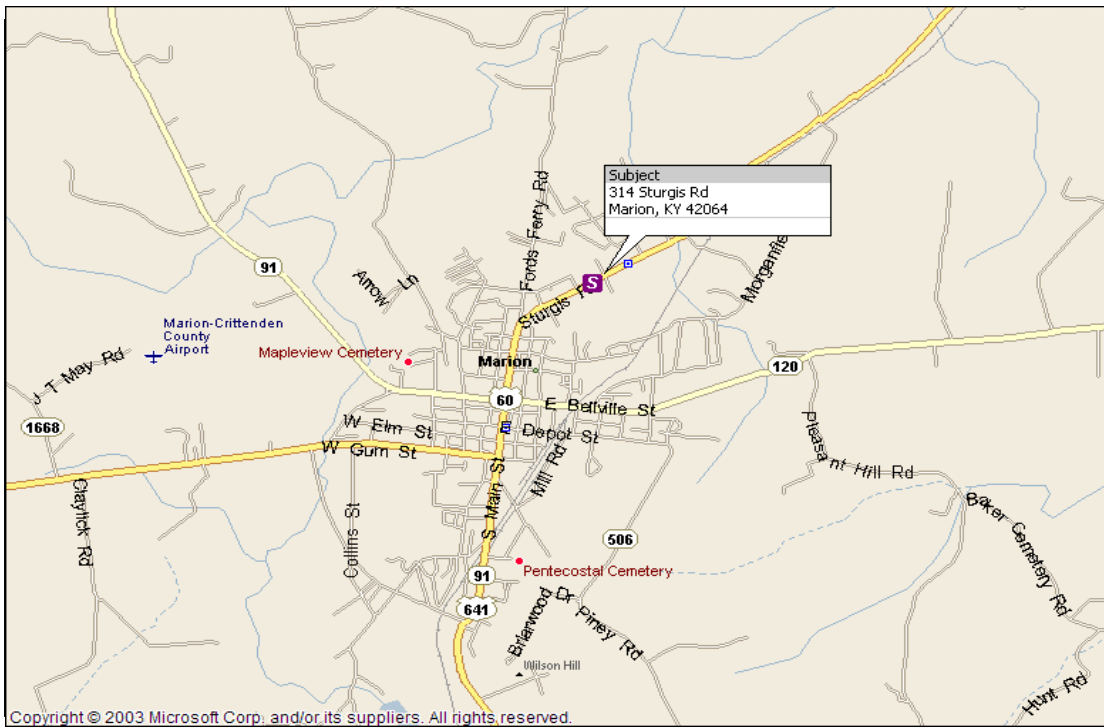 Subject
314 Sturgis Rd
Marion, KY 42064
91
Arrow Ln
Fords Ferry Rd
Sturgis R
Morganfie
Marion-Crittenden
County
Airport
Mapleview Cemetery
Marion
J T May Rd
120
60
E Bellville St
W Elm St
E Depot St
1668
W Gum St
S Main St
Mill Rd
Pleasant Hill Rd
Claylick Rd
Collins St
506
Baker Cemetery Rd
91
Pentecostal Cemetery
641
Briarwood Dr
Piney Rd
Wilson Hill
Hunt Rd
Copyright © 2003 Microsoft Corp. and/or its suppliers. All rights reserved.